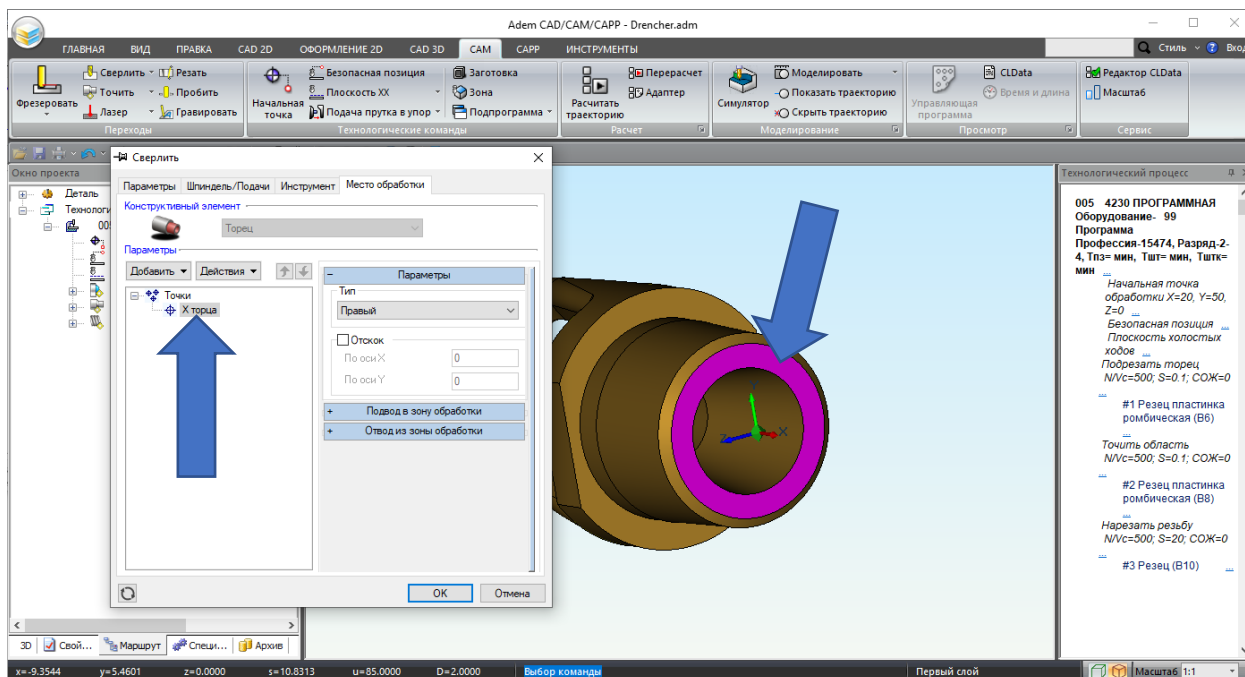 Adem CAD/CAM/CAPP - Drencher.adm
ГЛАВНАЯ ВИД ПРАВКА CAD 2D ОФОРМЛЕНИЕ 2D CAD 3D CAM CAPP ИНСТРУМЕНТЫ Стиль ? Вход
Фрезеровать
Сверлить Резать
Точить Пробить
Лазер Гравировать
Переходы
Начальная
точка
Безопасная позиция Заготовка
Плоскость XX Зона
Подача прутка в упор Подпрограмма
Технологические команды
Расчитать
траекторию
Перерасчет
Адаптер
Расчет
Симулятор
Моделировать
Показать траекторию
Скрыть траекторию
Моделирование
Управляющая
программа
CLData
Время и длина
Просмотр
Редактор CLData
Масштаб
Сервис
Окно проекта
Деталь
Технологи
005
Сверлить
Параметры Шпиндель/Подачи Инструмент Место обработки
Конструктивный элемент
Торец
Параметры
Добавить Действия
Точки
X торца
Параметры
Тип
Правый
Отскок
По оси X 0
По оси Y 0
+ Подвод в зону обработки
+ Отвод из зоны обработки
OK Отмена
Y
Z X
Технологический процесс
005 4230 ПРОГРАММНАЯ
Оборудование- 99
Программа
Профессия-15474, Разряд-2-
4, Тпз= мин, Тшт= мин, Тштк=
мин ...
Начальная точка
обработки X=20, Y=50,
Z=0 ...
Безопасная позиция ...
Плоскость холостых
ходов ...
Подрезать торец
N/Vc=500; S=0.1; СОЖ=0
...
#1 Резец пластинка
ромбическая (B6)
...
Точить область
N/Vc=500; S=0.1; СОЖ=0
...
#2 Резец пластинка
ромбическая (B8)
...
Нарезать резьбу
N/Vc=500; S=20; СОЖ=0
...
#3 Резец (B10) ...
3D Свой... Маршрут Специ... Архив
x=-9.3544 y=5.4601 z=0.0000 s=10.8313 u=85.0000 D=2.0000 Выбор команды Первый слой Масштаб 1:1